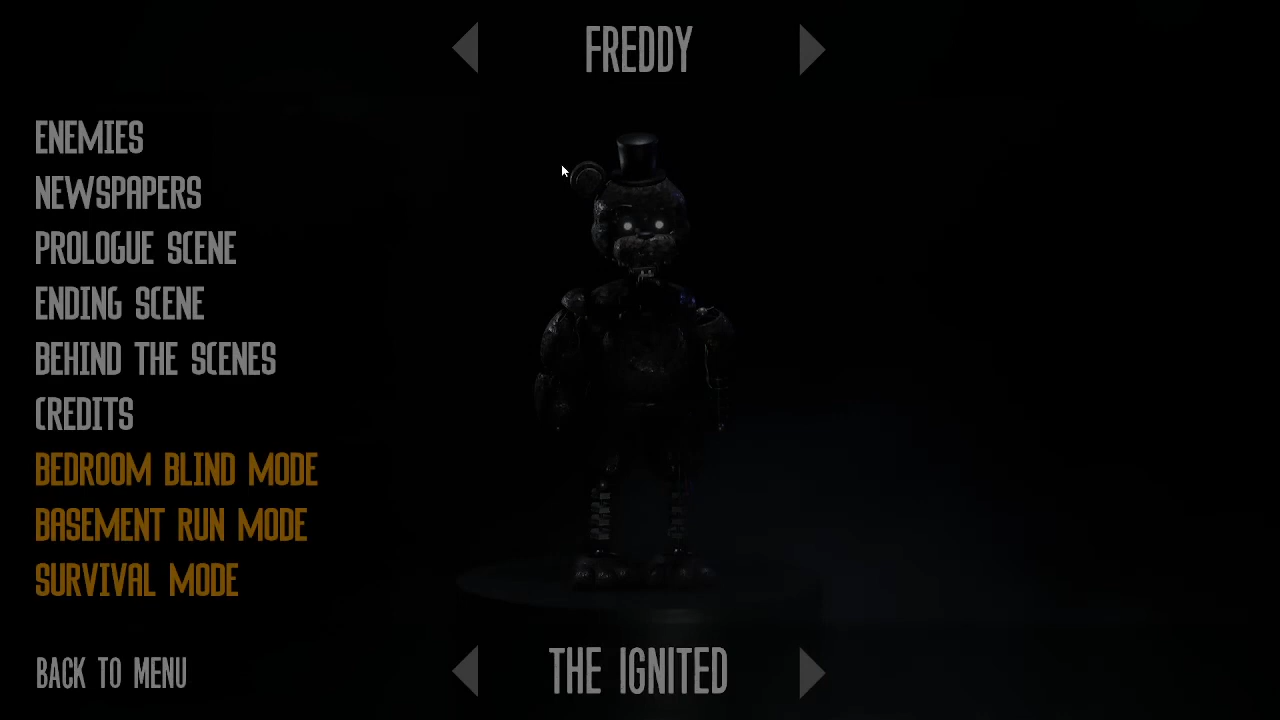 FREDDY
ENEMIES
NEWSPAPERS
PROLOGUE SCENE
ENDING SCENE
BEHIND THE SCENES
CREDITS
BEDROOM BLIND MODE
BASEMENT RUN MODE
SURVIVAL MODE
BACK TO MENU
THE IGNITED